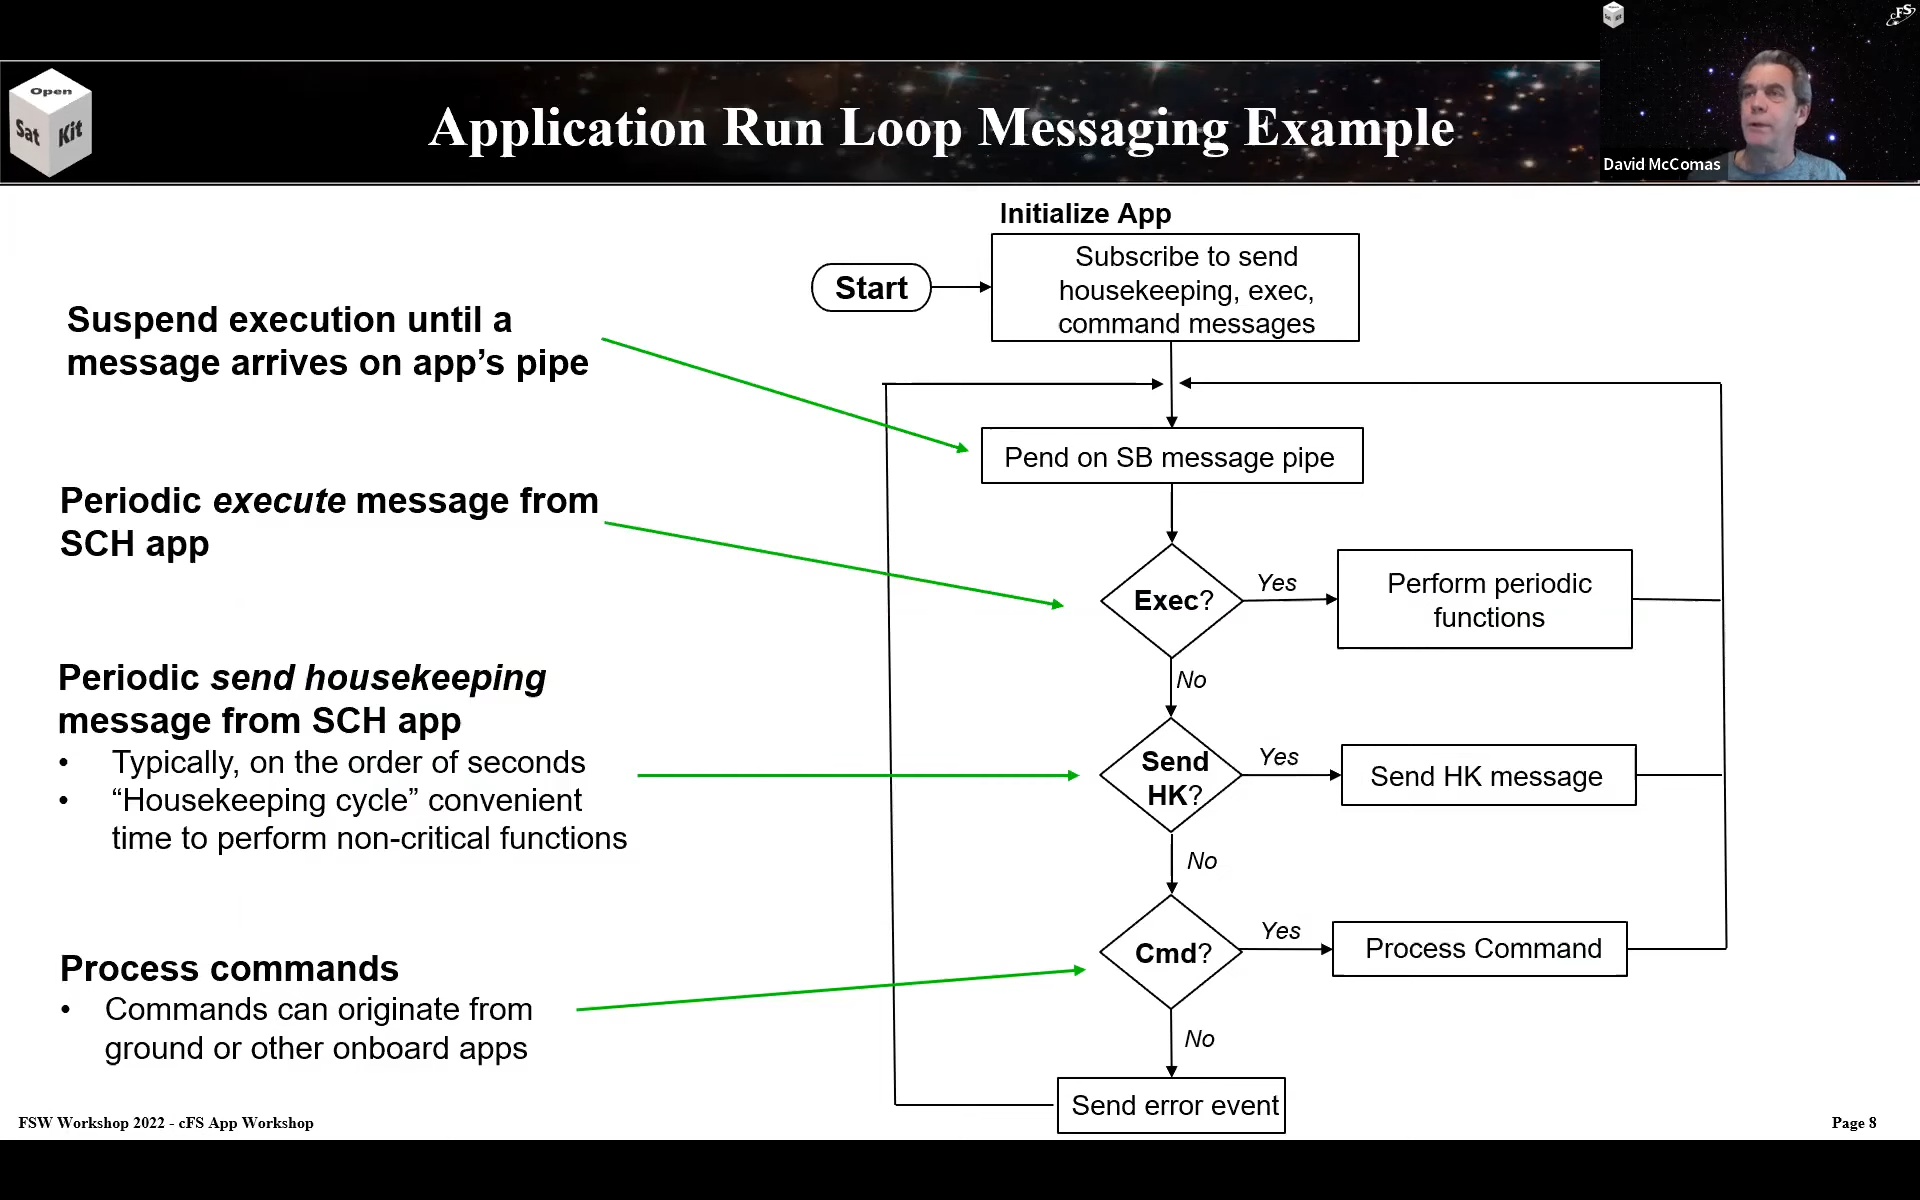 Open
Sat Kit
Application Run Loop Messaging Example
cFS
David McComas
Initialize App
Start
Subscribe to send
housekeeping, exec,
command messages
Suspend execution until a
message arrives on app’s pipe
Pend on SB message pipe
Periodic execute message from
SCH app
Exec?
Yes
Perform periodic
functions
No
Periodic send housekeeping
message from SCH app
• Typically, on the order of seconds
• “Housekeeping cycle” convenient
time to perform non-critical functions
Send
HK?
Yes
Send HK message
No
Process commands
• Commands can originate from
ground or other onboard apps
Cmd?
Yes
Process Command
No
Send error event
FSW Workshop 2022 - cFS App Workshop
Page 8